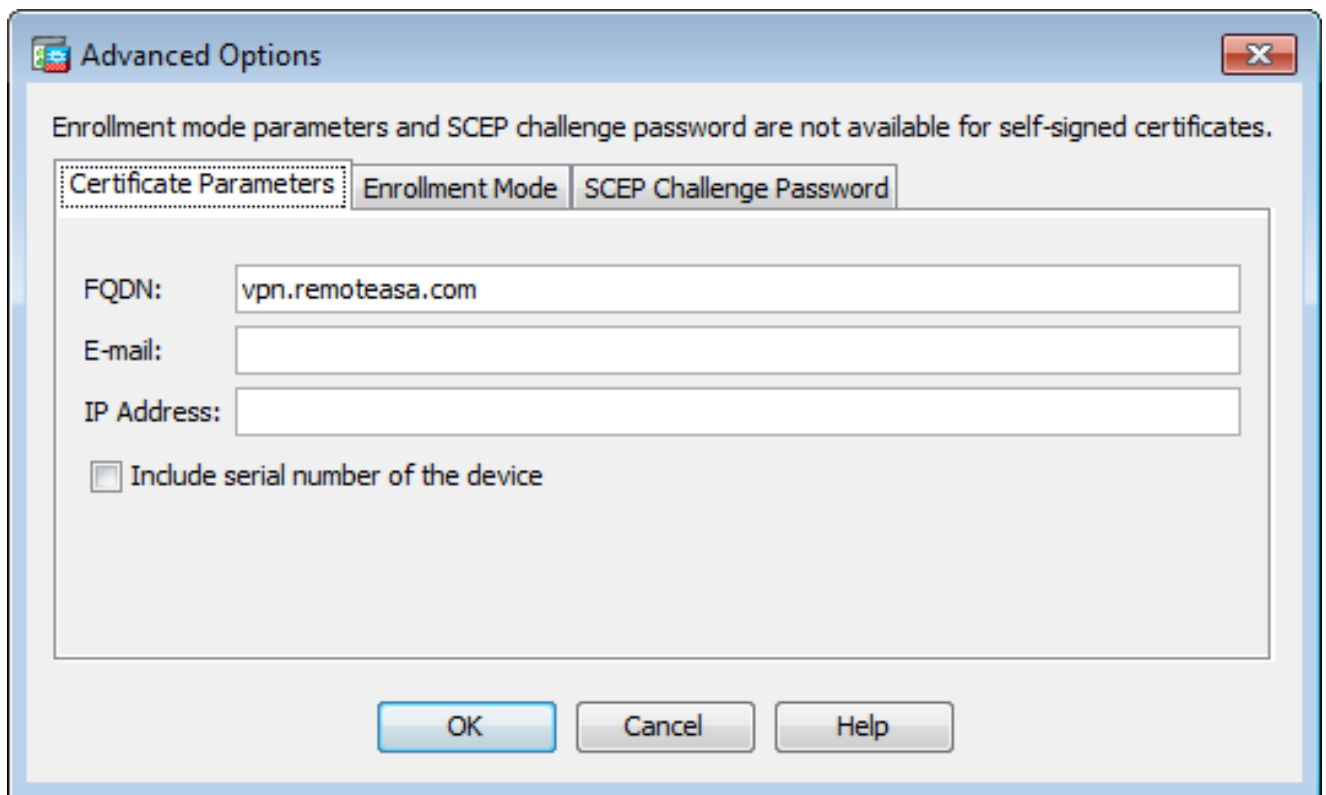 Advanced Options
Enrollment mode parameters and SCEP challenge password are not available for self-signed certificates.
Certificate Parameters Enrollment Mode SCEP Challenge Password
FQDN: vpn.remoteasa.com
E-mail:
IP Address:
Include serial number of the device
OK Cancel Help